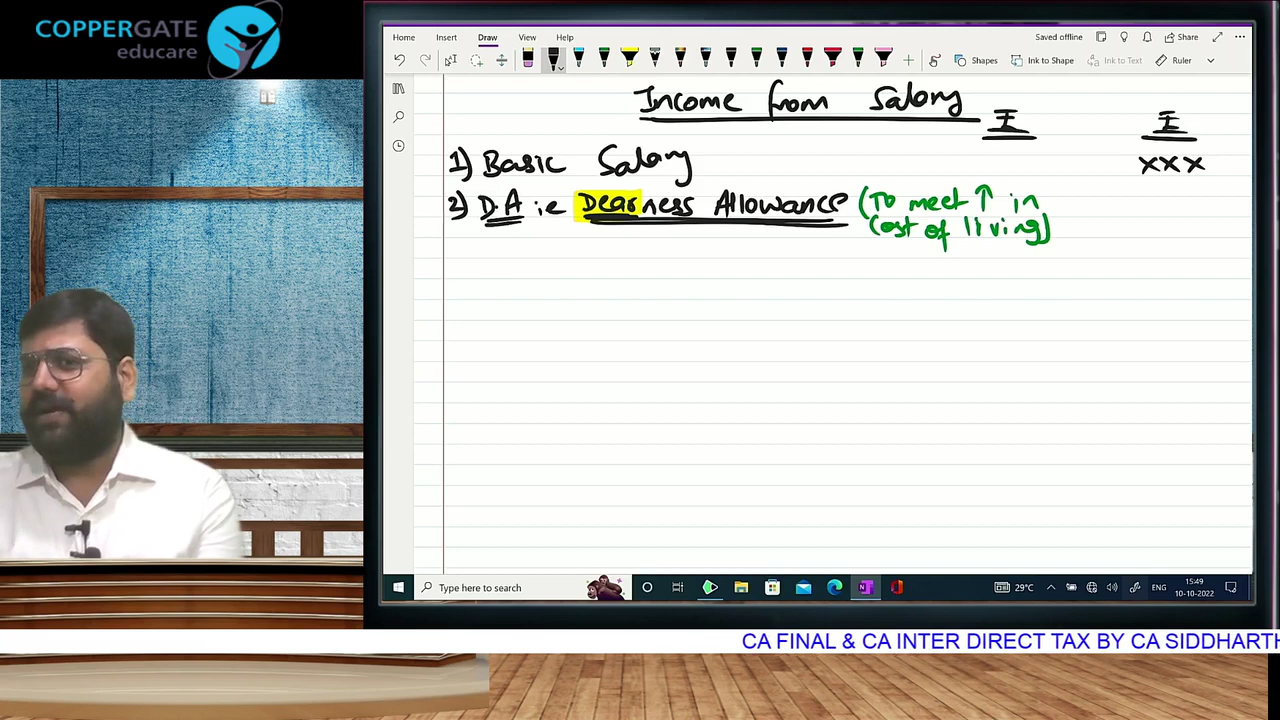 COPPERGATE
educare
Home Insert Draw View Help
Saved offline
Share
Shapes
Ink to Shape
Ink to Text
Ruler
Income from Salary
1) Basic Salary
XXX
2) D.A ie Dearness Allowance (To meet ↑ in
Cost of living)
Type here to search
29°C
ENG
15:49
10-10-2022
CA FINAL & CA INTER DIRECT TAX BY CA SIDDHARTH